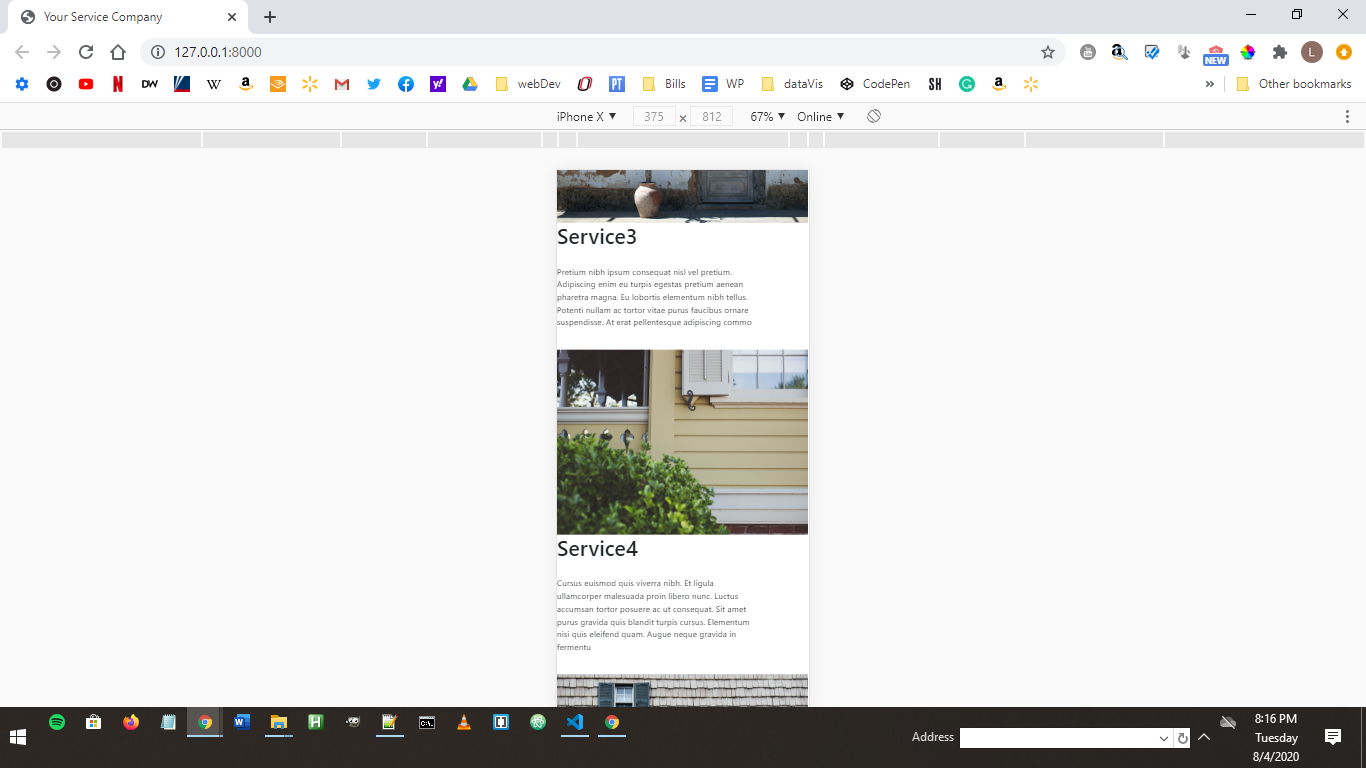 Your Service Company
127.0.0.1:8000
You
NEW
L
N
DW
W
a
y!
webDev
PT
Bills
WP
dataVis
CodePen
SH
G
a
»
Other bookmarks
iPhone X ▼
375 × 812
67% ▼
Online ▼
Service3
Pretium nibh ipsum consequat nisl vel pretium.
Adipiscing enim eu turpis egestas pretium aenean
pharetra magna. Eu lobortis elementum nibh tellus.
Potenti nullam ac tortor vitae purus faucibus ornare
suspendisse. At erat pellentesque adipiscing commo
Service4
Cursus euismod quis viverra nibh. Et ligula
ullamcorper malesuada proin libero nunc. Luctus
accumsan tortor posuere ac ut consequat. Sit amet
purus gravida quis blandit turpis cursus. Elementum
nisi quis eleifend quam. Augue neque gravida in
fermentu
Address
8:16 PM
Tuesday
8/4/2020